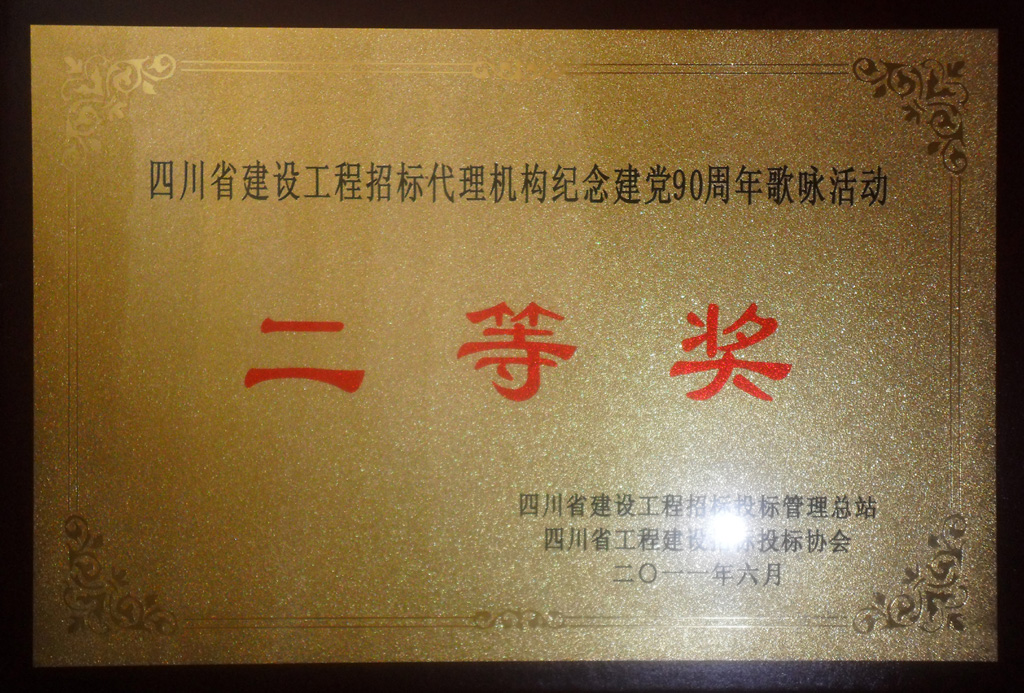 四川省建设工程招标代理机构纪念建党90周年歌咏活动
二等奖
四川省建设工程招标投标管理总站
四川省工程建设招标投标协会
二〇一一年六月